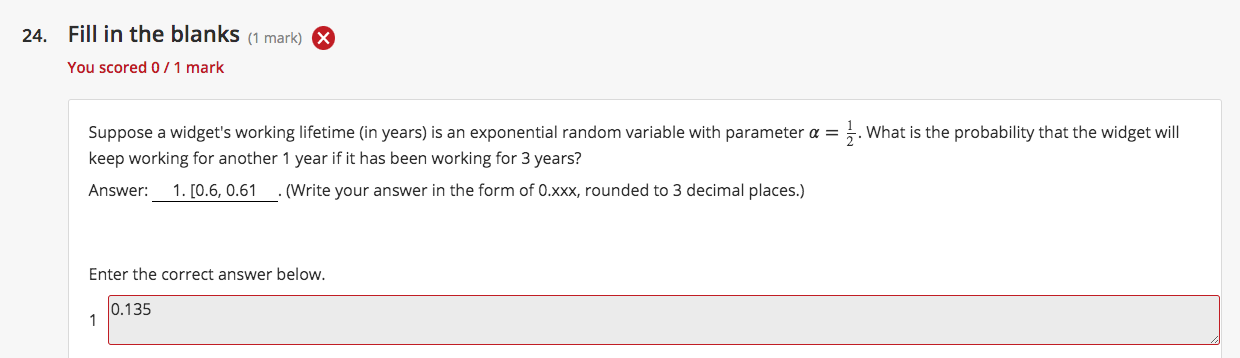 24. Fill in the blanks (1 mark)
You scored 0 / 1 mark
Suppose a widget's working lifetime (in years) is an exponential random variable with parameter α = 1/2. What is the probability that the widget will
keep working for another 1 year if it has been working for 3 years?
Answer: 1. [0.6, 0.61 . (Write your answer in the form of 0.xxx, rounded to 3 decimal places.)
Enter the correct answer below.
0.135
1